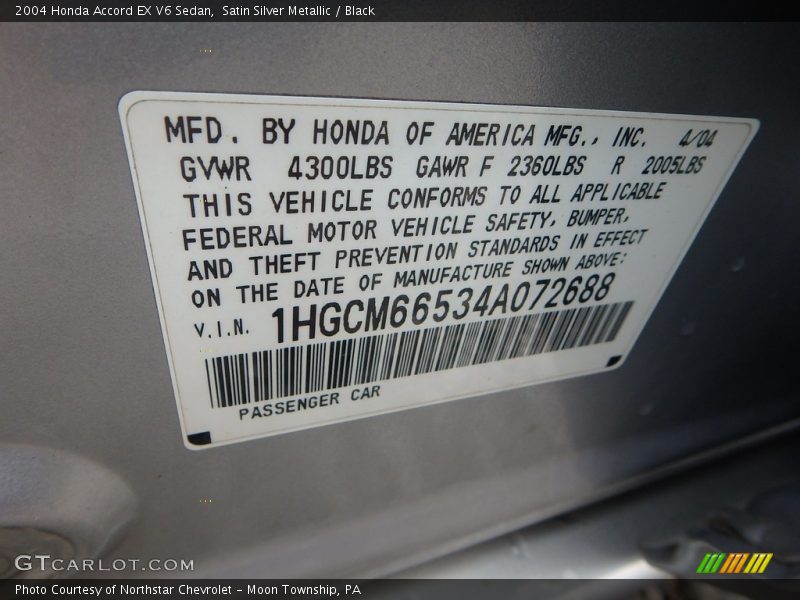 2004 Honda Accord EX V6 Sedan,  Satin Silver Metallic / Black
MFD. BY HONDA OF AMERICA MFG., INC. 4/04
GVWR 4300LBS GAWR F 2360LBS R 2005LBS
THIS VEHICLE CONFORMS TO ALL APPLICABLE
FEDERAL MOTOR VEHICLE SAFETY, BUMPER,
AND THEFT PREVENTION STANDARDS IN EFFECT
ON THE DATE OF MANUFACTURE SHOWN ABOVE:
V.I.N. 1HGCM66534A072688
PASSENGER CAR
GTCARLOT.COM
Photo Courtesy of Northstar Chevrolet - Moon Township, PA